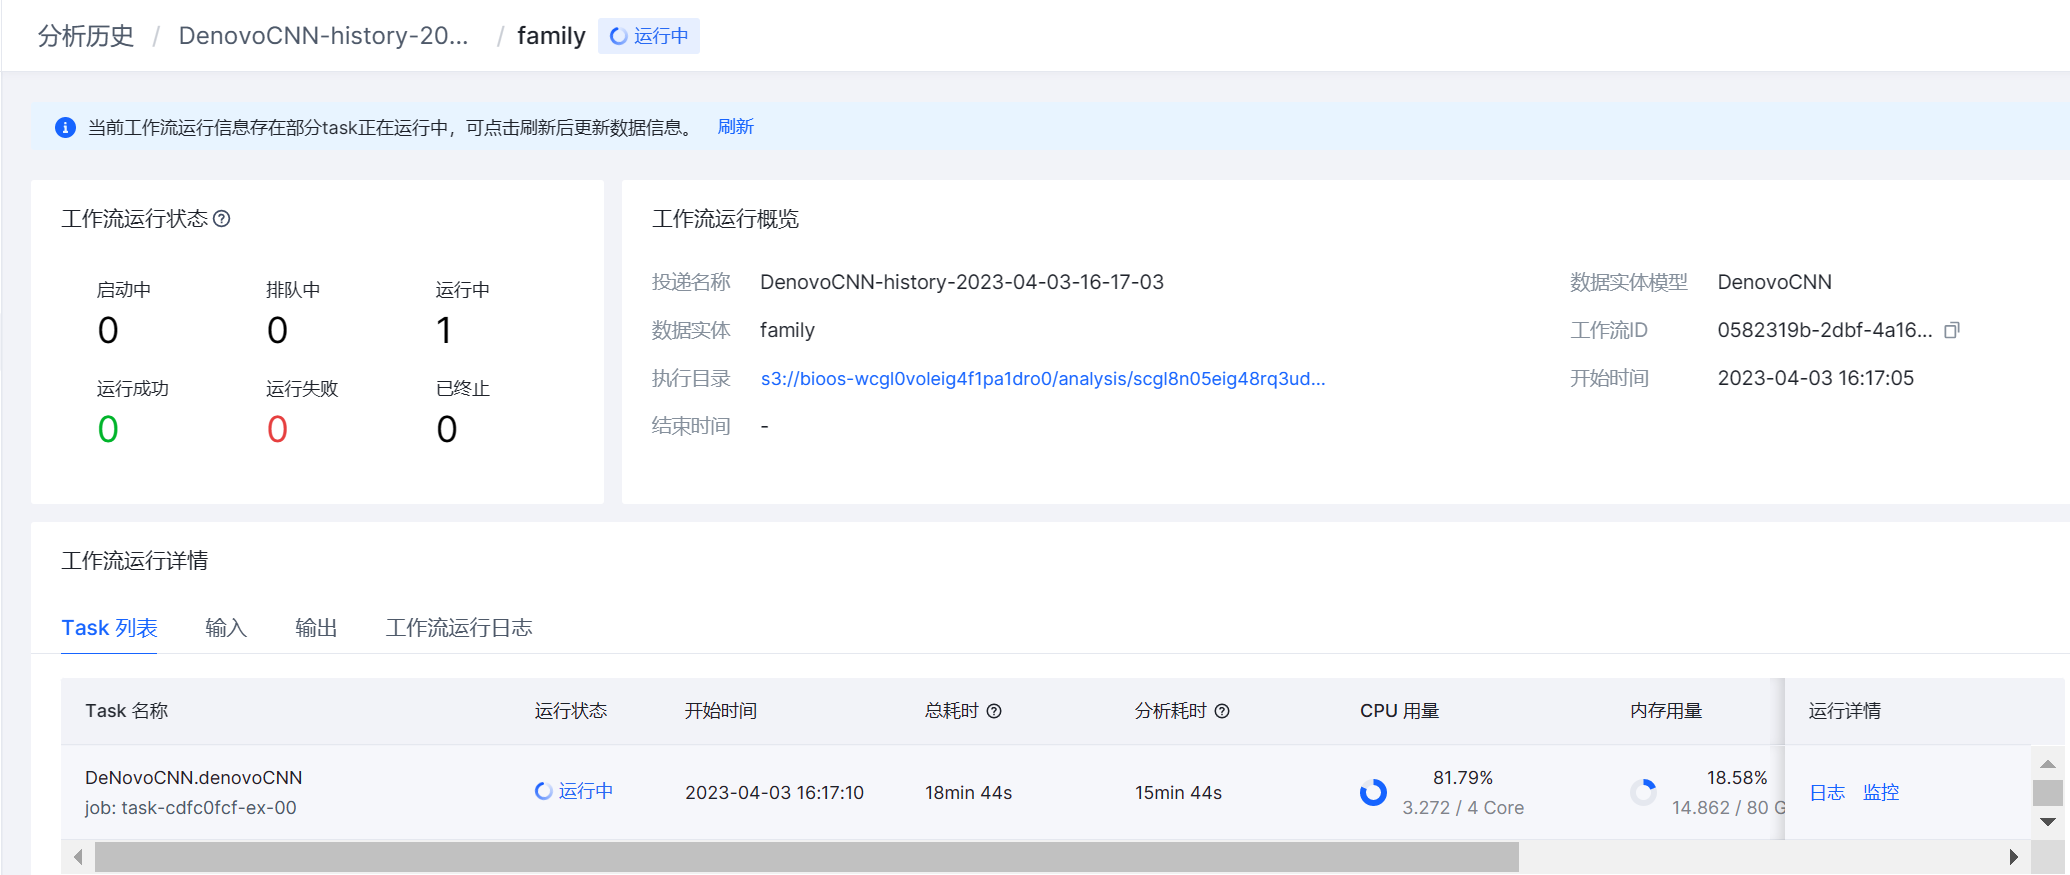 分析历史 / DenovoCNN-history-20... / family 运行中
当前工作流运行信息存在部分task正在运行中，可点击刷新后更新数据信息。 刷新
工作流运行状态
启动中 排队中 运行中
0 0 1
运行成功 运行失败 已终止
0 0 0
工作流运行概览
投递名称 DenovoCNN-history-2023-04-03-16-17-03
数据实体模型 DenovoCNN
数据实体 family
工作流ID 0582319b-2dbf-4a16...
执行目录 s3://bioos-wcgl0voleig4f1pa1dro0/analysis/scgl8n05eig48rq3ud...
开始时间 2023-04-03 16:17:05
结束时间 -
工作流运行详情
Task 列表 输入 输出 工作流运行日志
Task 名称 运行状态 开始时间 总耗时 分析耗时 CPU 用量 内存用量 运行详情
DeNovoCNN.denovoCNN
job: task-cdfc0fcf-ex-00
运行中 2023-04-03 16:17:10 18min 44s 15min 44s
81.79%
3.272 / 4 Core
18.58%
14.862 / 80 G
日志 监控